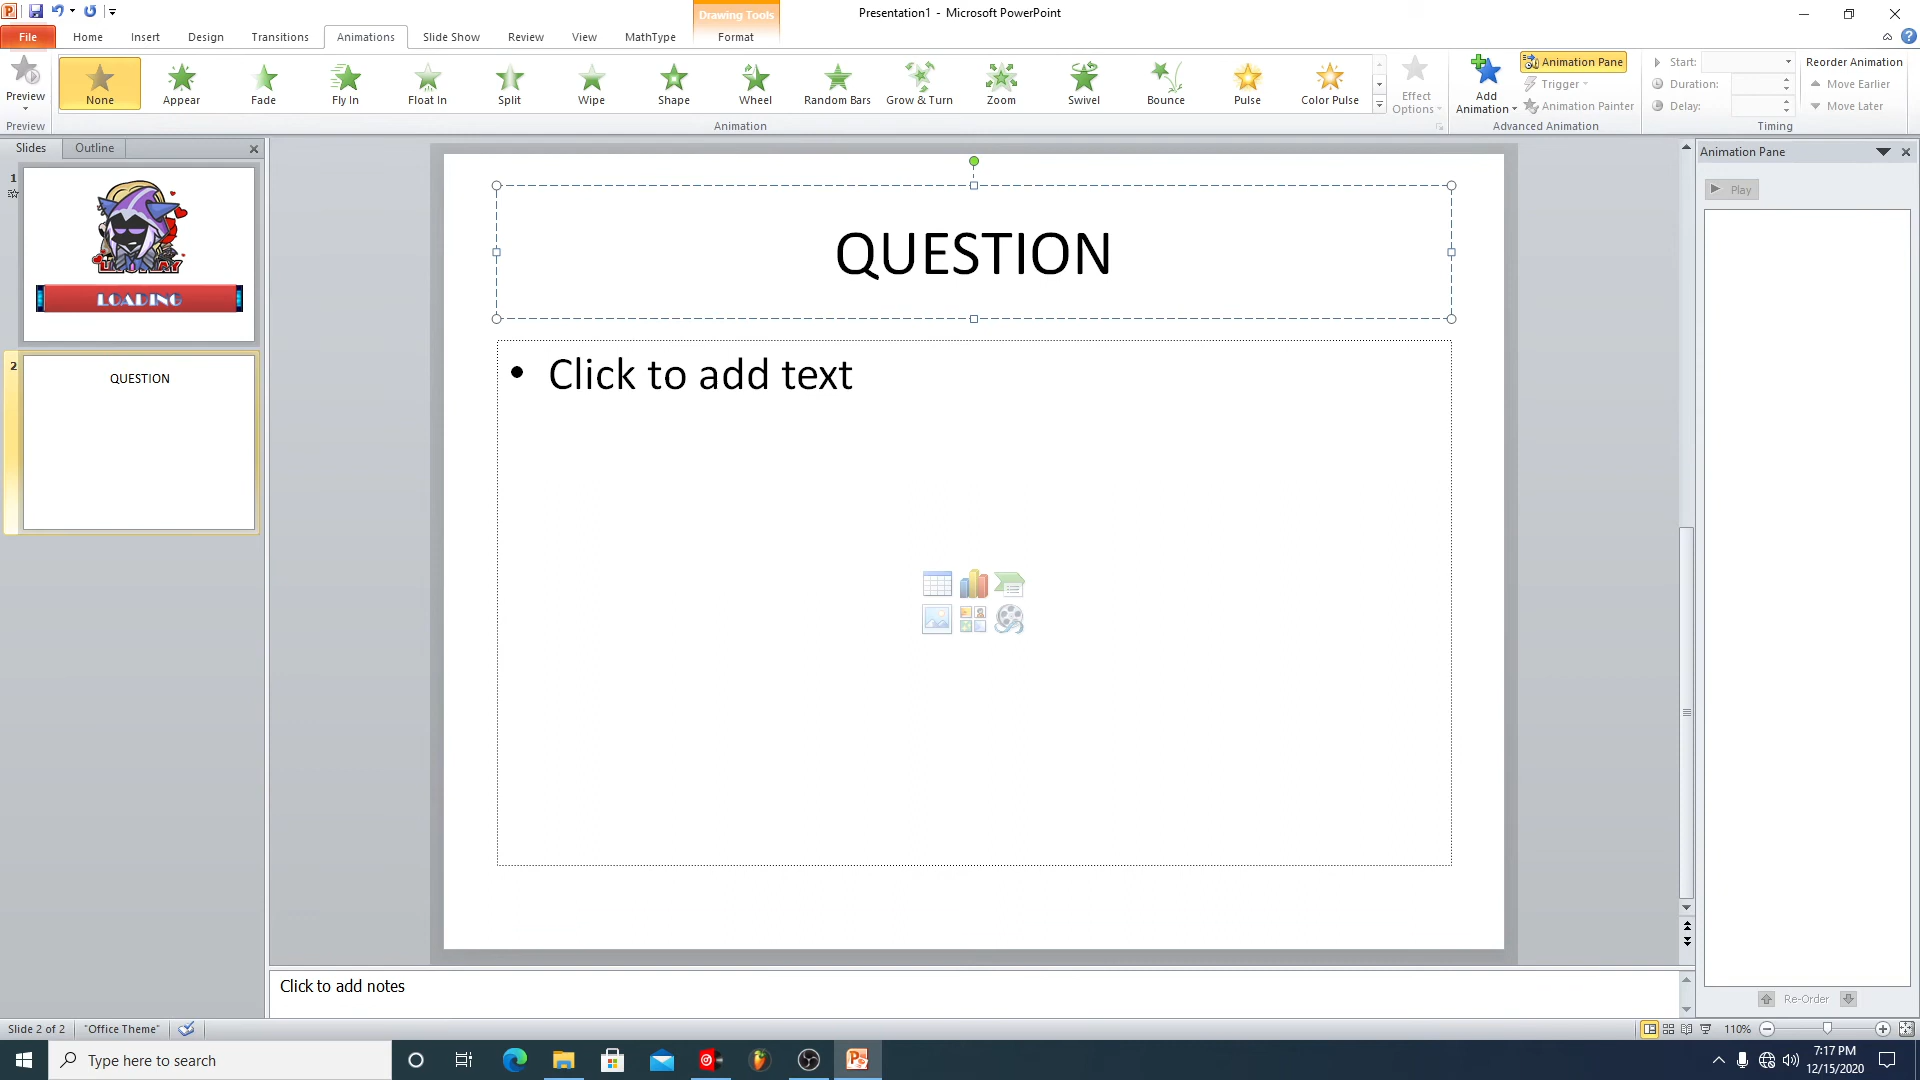 Drawing Tools
Presentation1 - Microsoft PowerPoint
File Home Insert Design Transitions Animations Slide Show Review View MathType Format
Preview None Appear Fade Fly In Float In Split Wipe Shape Wheel Random Bars Grow & Turn Zoom Swivel Bounce Pulse Color Pulse
Effect Options
Add Animation
Animation Pane
Trigger
Animation Painter
Start:
Duration:
Delay:
Reorder Animation
Move Earlier
Move Later
Preview Animation Advanced Animation Timing
Slides Outline
1
LOADING
2
QUESTION
QUESTION
• Click to add text
Animation Pane
Play
Re-Order
Click to add notes
Slide 2 of 2 "Office Theme" 110%
Type here to search
7:17 PM
12/15/2020